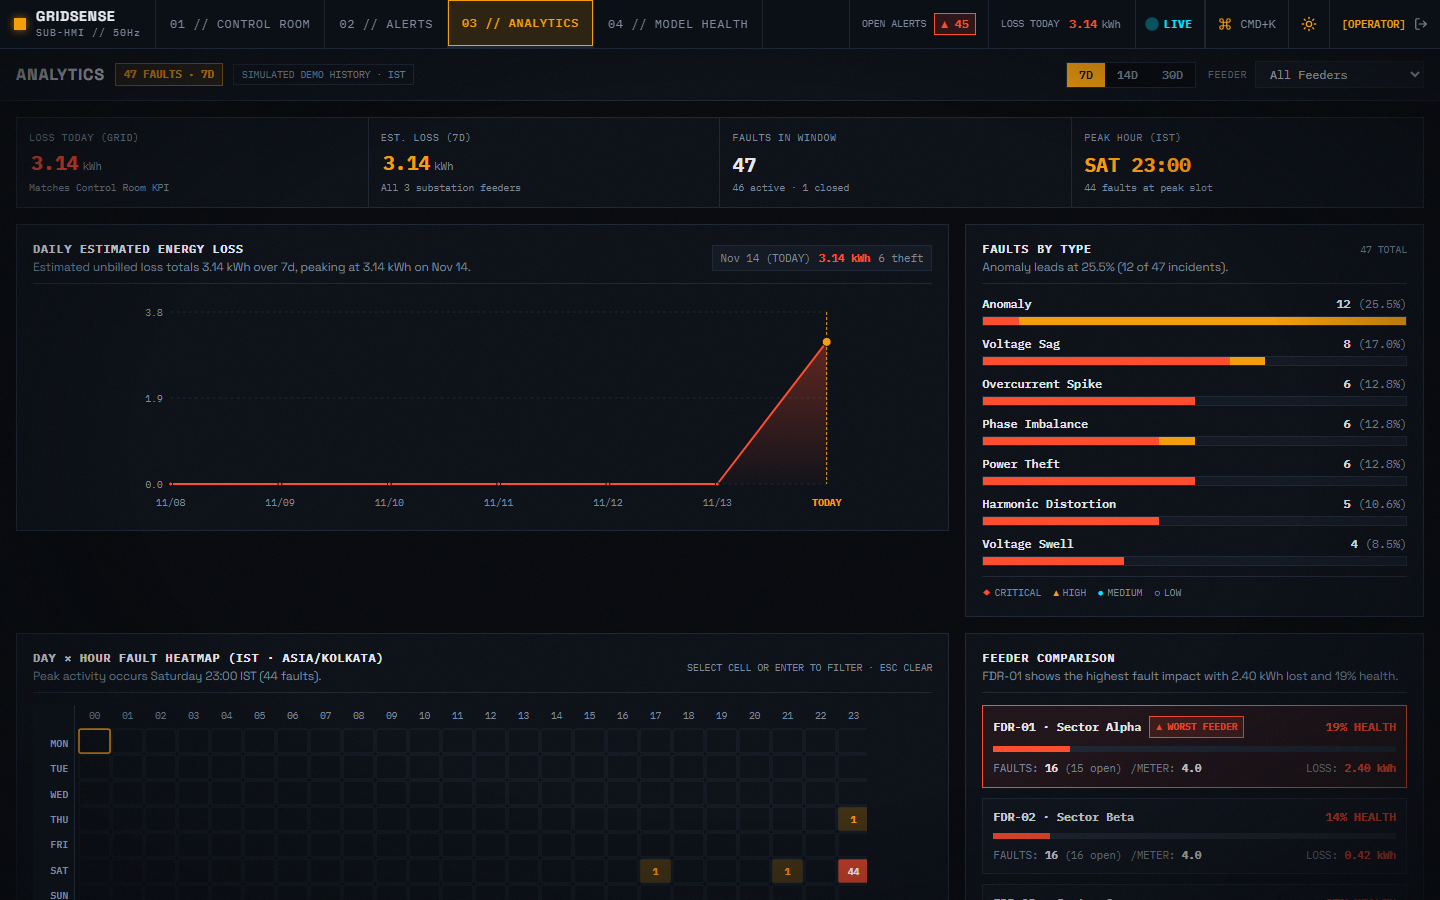 GRIDSENSE
SUB-HMI // 50Hz
01 // CONTROL ROOM
02 // ALERTS
03 // ANALYTICS
04 // MODEL HEALTH
OPEN ALERTS ▲ 45
LOSS TODAY 3.14 kWh
LIVE
⌘ CMD+K
[OPERATOR]
ANALYTICS
47 FAULTS · 7D
SIMULATED DEMO HISTORY · IST
7D 14D 30D
FEEDER
All Feeders
LOSS TODAY (GRID)
3.14 kWh
Matches Control Room KPI
EST. LOSS (7D)
3.14 kWh
All 3 substation feeders
FAULTS IN WINDOW
47
46 active · 1 closed
PEAK HOUR (IST)
SAT 23:00
44 faults at peak slot
DAILY ESTIMATED ENERGY LOSS
Estimated unbilled loss totals 3.14 kWh over 7d, peaking at 3.14 kWh on Nov 14.
Nov 14 (TODAY) 3.14 kWh 6 theft
3.8
1.9
0.0
11/08 11/09 11/10 11/11 11/12 11/13 TODAY
FAULTS BY TYPE
47 TOTAL
Anomaly leads at 25.5% (12 of 47 incidents).
Anomaly 12 (25.5%)
Voltage Sag 8 (17.0%)
Overcurrent Spike 6 (12.8%)
Phase Imbalance 6 (12.8%)
Power Theft 6 (12.8%)
Harmonic Distortion 5 (10.6%)
Voltage Swell 4 (8.5%)
◆ CRITICAL ▲ HIGH ● MEDIUM ○ LOW
DAY × HOUR FAULT HEATMAP (IST · ASIA/KOLKATA)
Peak activity occurs Saturday 23:00 IST (44 faults).
SELECT CELL OR ENTER TO FILTER · ESC CLEAR
00 01 02 03 04 05 06 07 08 09 10 11 12 13 14 15 16 17 18 19 20 21 22 23
MON
TUE
WED
THU 1
FRI
SAT 1 1 44
SUN
FEEDER COMPARISON
FDR-01 shows the highest fault impact with 2.40 kWh lost and 19% health.
FDR-01 · Sector Alpha ▲ WORST FEEDER 19% HEALTH
FAULTS: 16 (15 open) /METER: 4.0 LOSS: 2.40 kWh
FDR-02 · Sector Beta 14% HEALTH
FAULTS: 16 (16 open) /METER: 4.0 LOSS: 0.42 kWh